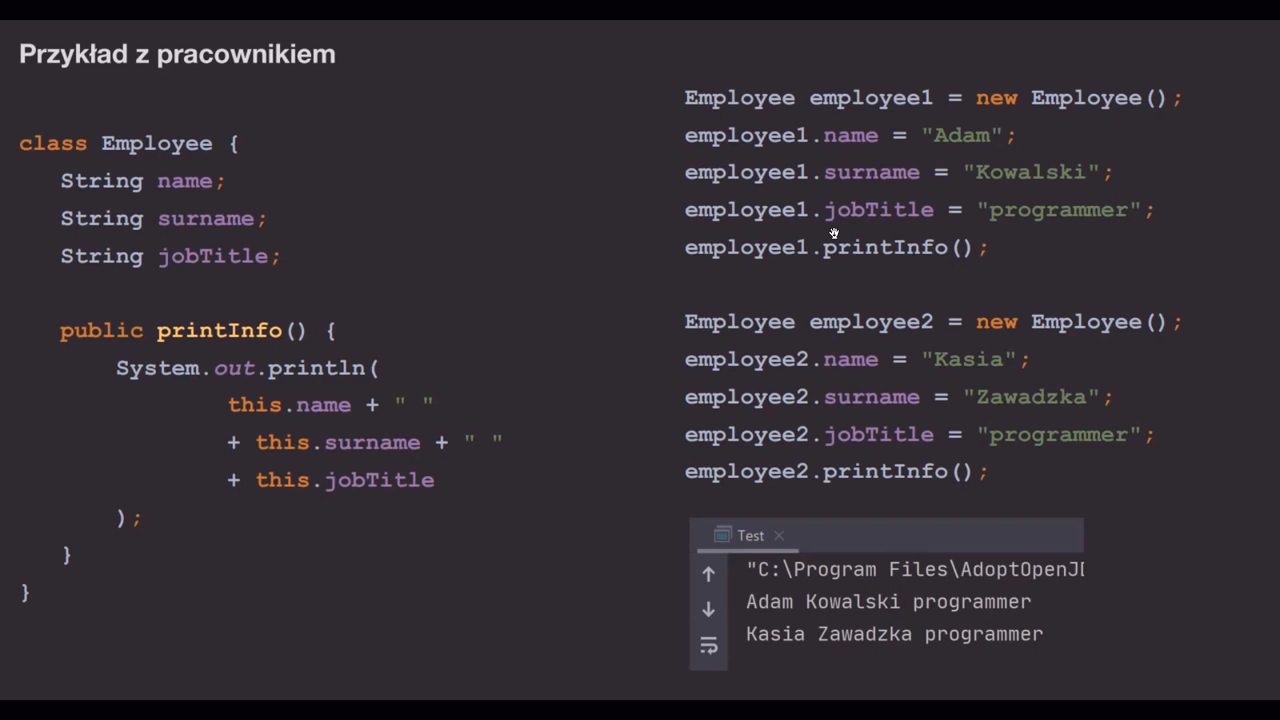 Przykład z pracownikiem
class Employee {
String name;
String surname;
String jobTitle;
public printInfo() {
System.out.println(
this.name + " "
+ this.surname + " "
+ this.jobTitle
);
}
}
Employee employee1 = new Employee();
employee1.name = "Adam";
employee1.surname = "Kowalski";
employee1.jobTitle = "programmer";
employee1.printInfo();
Employee employee2 = new Employee();
employee2.name = "Kasia";
employee2.surname = "Zawadzka";
employee2.jobTitle = "programmer";
employee2.printInfo();
Test
"C:\Program Files\AdoptOpenJD
Adam Kowalski programmer
Kasia Zawadzka programmer